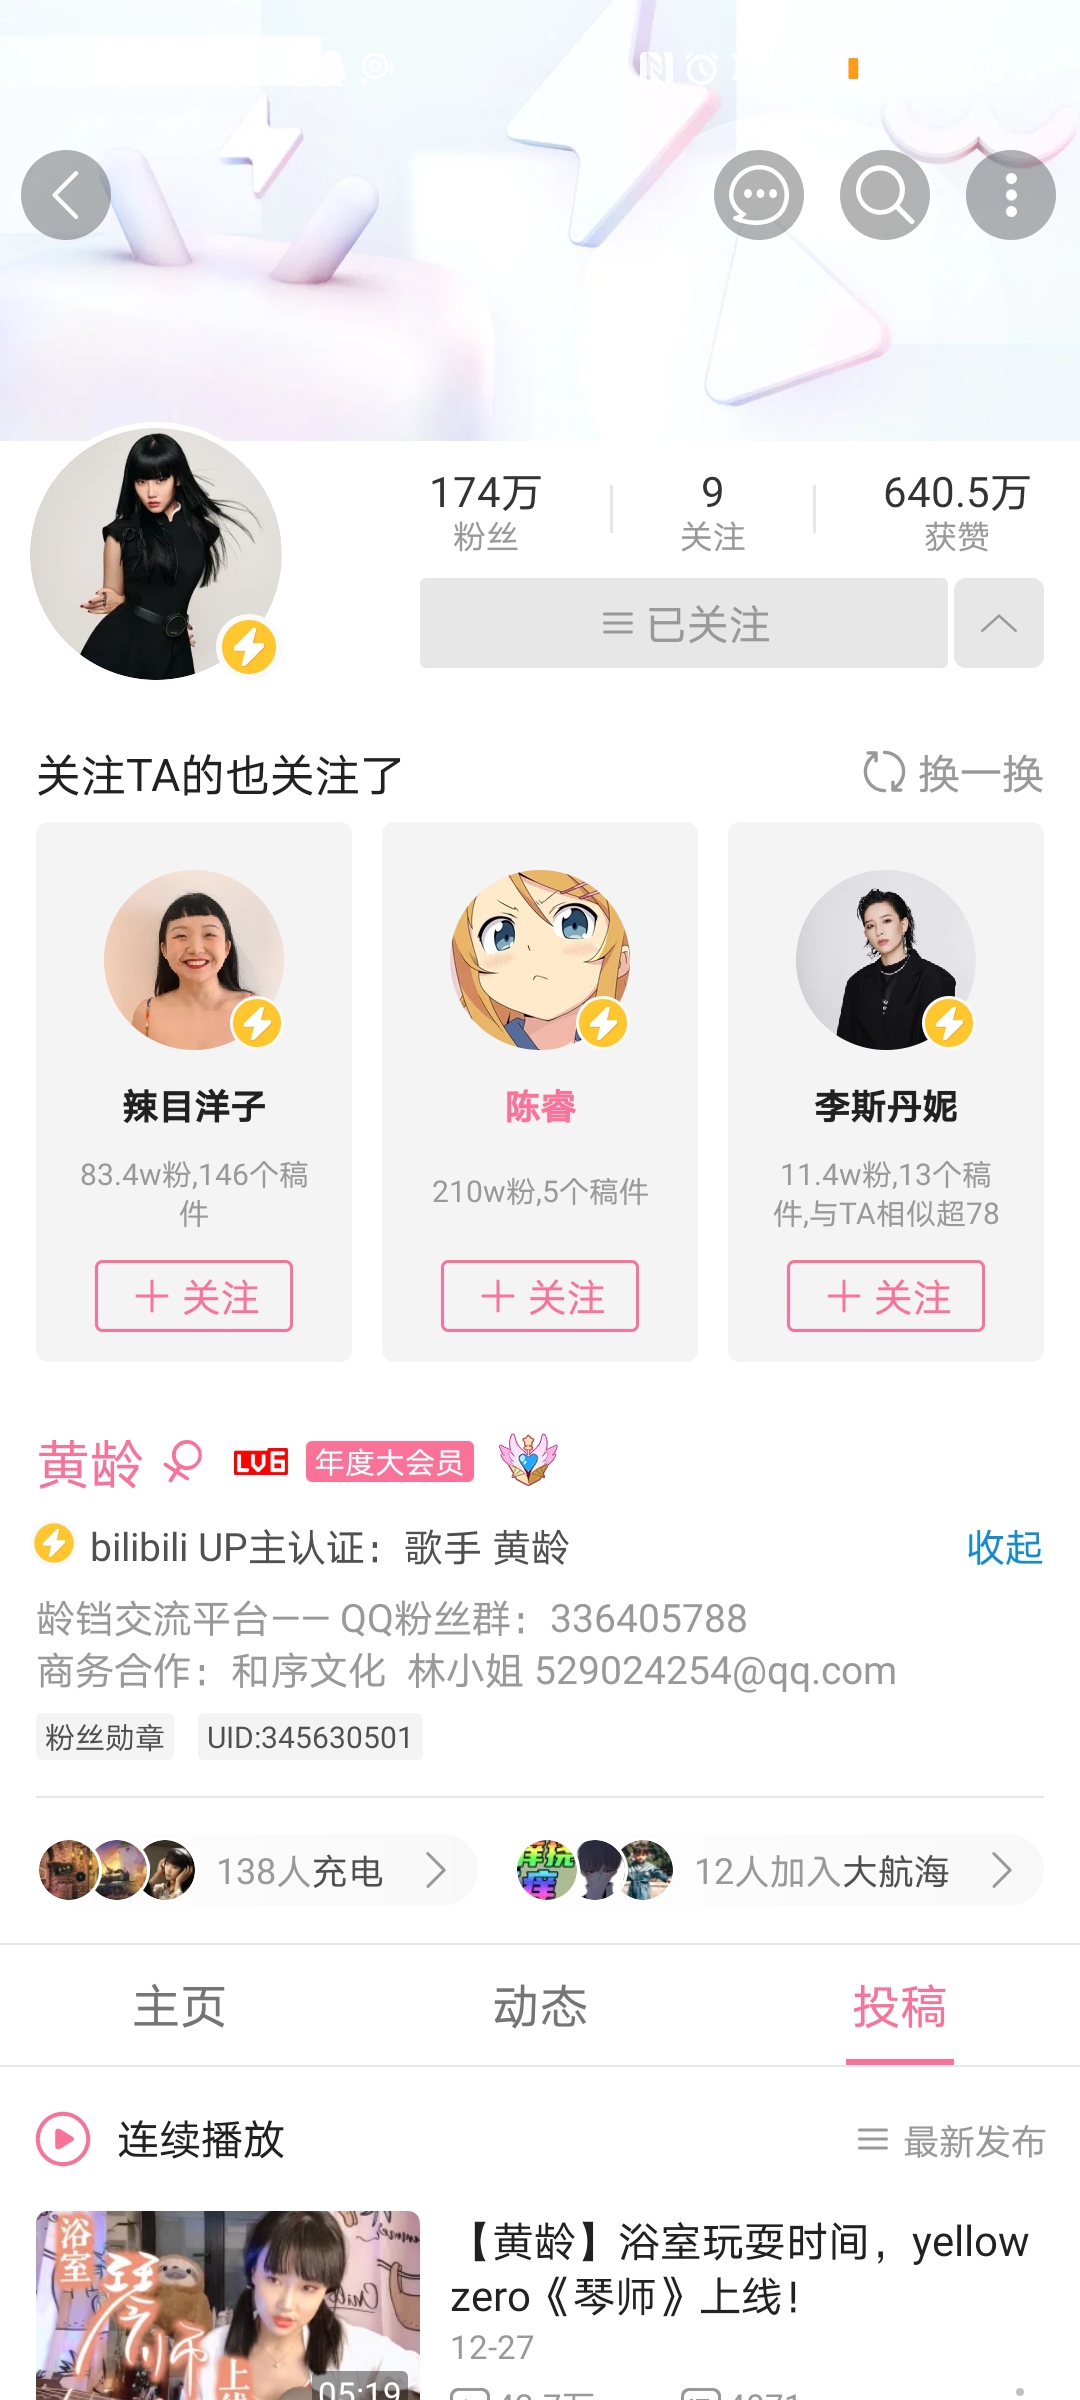 174万
粉丝
9
关注
640.5万
获赞
已关注
关注TA的也关注了
换一换
辣目洋子
83.4w粉,146个稿
件
+ 关注
陈睿
210w粉,5个稿件
+ 关注
李斯丹妮
11.4w粉,13个稿
件,与TA相似超78
+ 关注
黄龄
LV6
年度大会员
bilibili UP主认证：歌手 黄龄
收起
龄铛交流平台—— QQ粉丝群：336405788
商务合作：和序文化 林小姐 529024254@qq.com
粉丝勋章
UID:345630501
138人充电
12人加入大航海
主页
动态
投稿
连续播放
最新发布
浴室
琴师
上
05:19
【黄龄】浴室玩耍时间，yellow
zero《琴师》上线！
12-27